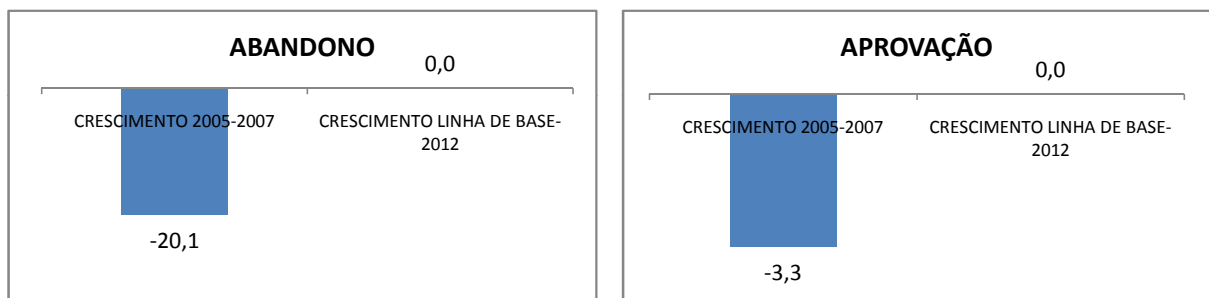 ABANDONO
0,0
CRESCIMENTO 2005-2007
CRESCIMENTO LINHA DE BASE-
2012
-20,1
APROVAÇÃO
0,0
CRESCIMENTO 2005-2007
CRESCIMENTO LINHA DE BASE-
2012
-3,3